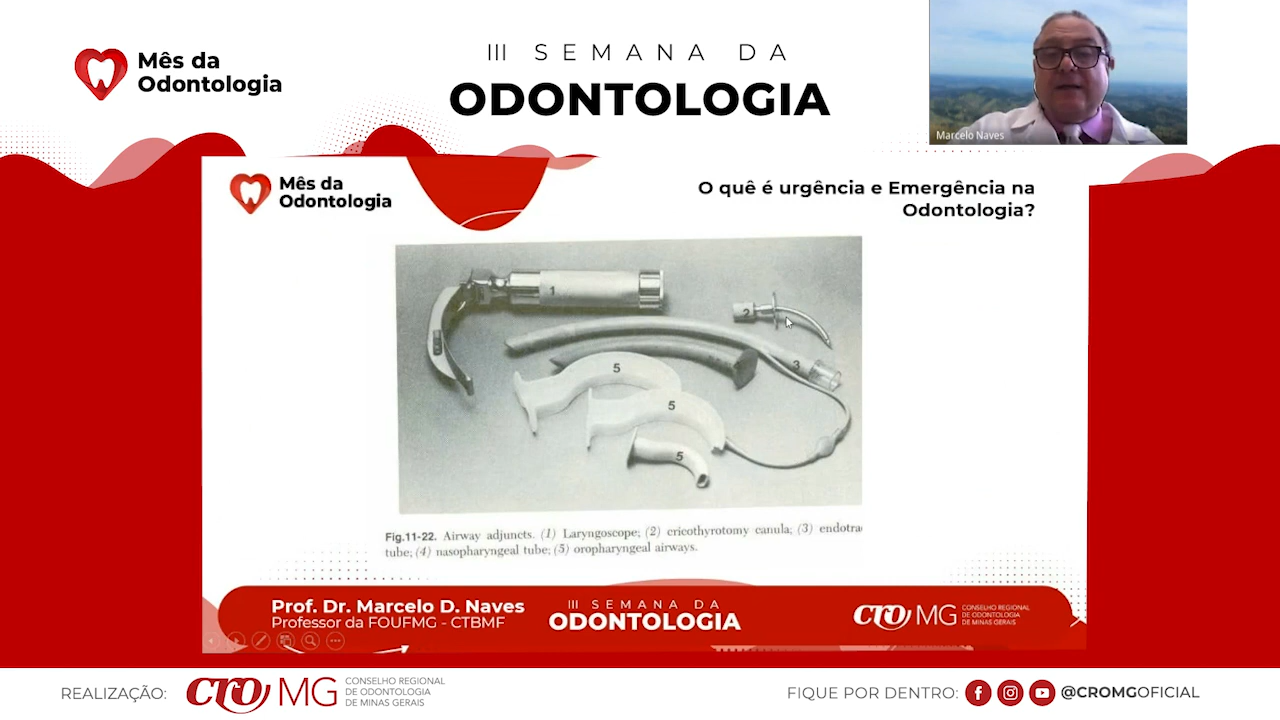 Mês da
Odontologia
III SEMANA DA
ODONTOLOGIA
Marcelo Naves
Mês da
Odontologia
O quê é urgência e Emergência na
Odontologia?
1
2
3
5
5
5
Fig.11-22. Airway adjuncts. (1) Laryngoscope; (2) cricothyrotomy canula; (3) endotra
tube; (4) nasopharyngeal tube; (5) oropharyngeal airways.
Prof. Dr. Marcelo D. Naves
Professor da FOUFMG - CTBMF
III SEMANA DA
ODONTOLOGIA
CRO MG
CONSELHO REGIONAL
DE ODONTOLOGIA
DE MINAS GERAIS
REALIZAÇÃO:
CRO MG
CONSELHO REGIONAL
DE ODONTOLOGIA
DE MINAS GERAIS
FIQUE POR DENTRO:
@CROMGOFICIAL